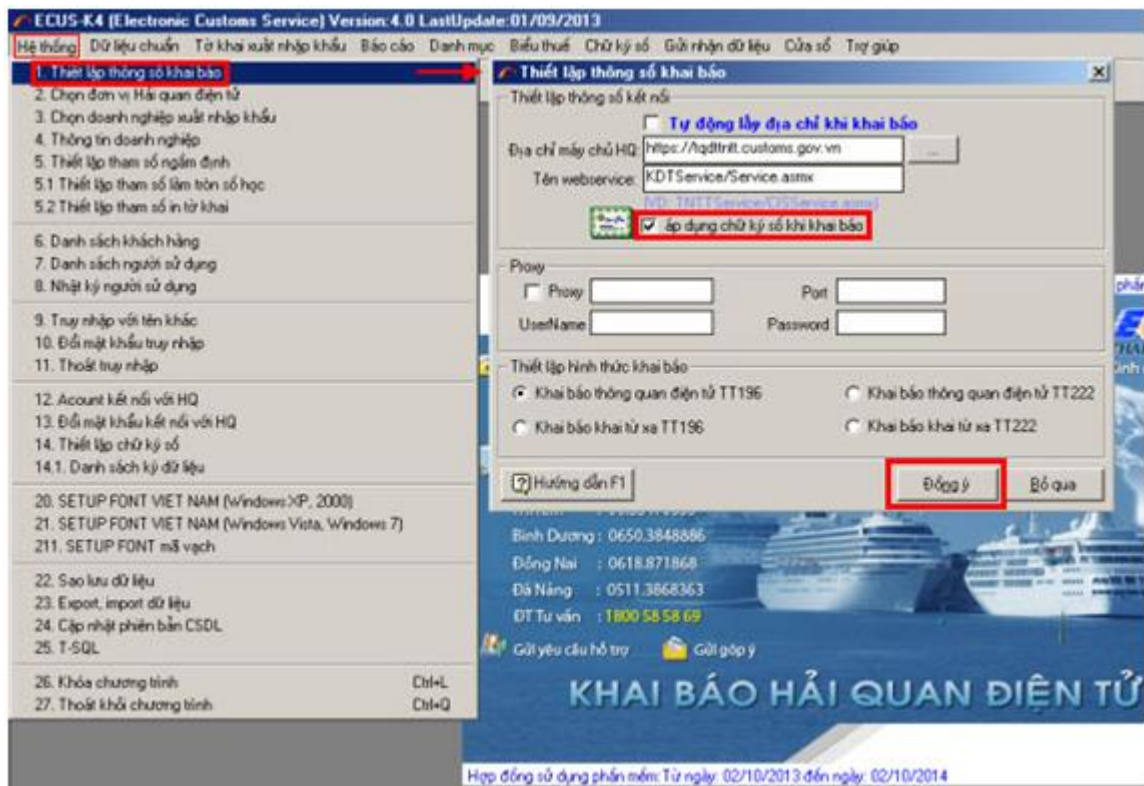 ECUS-K4 (Electronic Customs Service) Version:4.0 LastUpdate:01/09/2013
Hệ thống Dữ liệu chuẩn Tờ khai xuất nhập khẩu Báo cáo Danh mục Biểu thuế Chữ ký số Gửi nhận dữ liệu Cửa sổ Trợ giúp
1. Thiết lập thông số khai báo
2. Chọn đơn vị Hải quan điện tử
3. Chọn doanh nghiệp xuất nhập khẩu
4. Thông tin doanh nghiệp
5. Thiết lập tham số ngầm định
5.1 Thiết lập tham số làm tròn số học
5.2 Thiết lập tham số in tờ khai
6. Danh sách khách hàng
7. Danh sách người sử dụng
8. Nhật ký người sử dụng
9. Truy nhập với tên khác
10. Đổi mật khẩu truy nhập
11. Thoát truy nhập
12. Acount kết nối với HQ
13. Đổi mật khẩu kết nối với HQ
14. Thiết lập chữ ký số
14.1. Danh sách ký dữ liệu
20. SETUP FONT VIET NAM (Windows XP, 2000)
21. SETUP FONT VIET NAM (Windows Vista, Windows 7)
211. SETUP FONT mã vạch
22. Sao lưu dữ liệu
23. Export, import dữ liệu
24. Cập nhật phiên bản CSDL
25. T-SQL
26. Khóa chương trình Ctrl+L
27. Thoát khỏi chương trình Ctrl+Q
Thiết lập thông số khai báo
Thiết lập thông số kết nối
Tự động lấy địa chỉ khi khai báo
Địa chỉ máy chủ HQ: https://tqdttntt.customs.gov.vn ...
Tên webservice: KDTService/Service.asmx
(VD: TNTTService/CISService.asmx)
áp dụng chữ ký số khi khai báo
Proxy
Proxy Port
UserName Password
Thiết lập hình thức khai báo
Khai báo thông quan điện tử TT196 Khai báo thông quan điện tử TT222
Khai báo khai từ xa TT196 Khai báo khai từ xa TT222
Hướng dẫn F1 Đồng ý Bỏ qua
Bình Dương : 0650.3848886
Đồng Nai : 0618.871868
Đà Nẵng : 0511.3868363
ĐT Tư vấn : 1800 58 58 69
Gửi yêu cầu hỗ trợ Gửi góp ý
KHAI BÁO HẢI QUAN ĐIỆN TỬ
Hợp đồng sử dụng phần mềm: Từ ngày: 02/10/2013 đến ngày: 02/10/2014